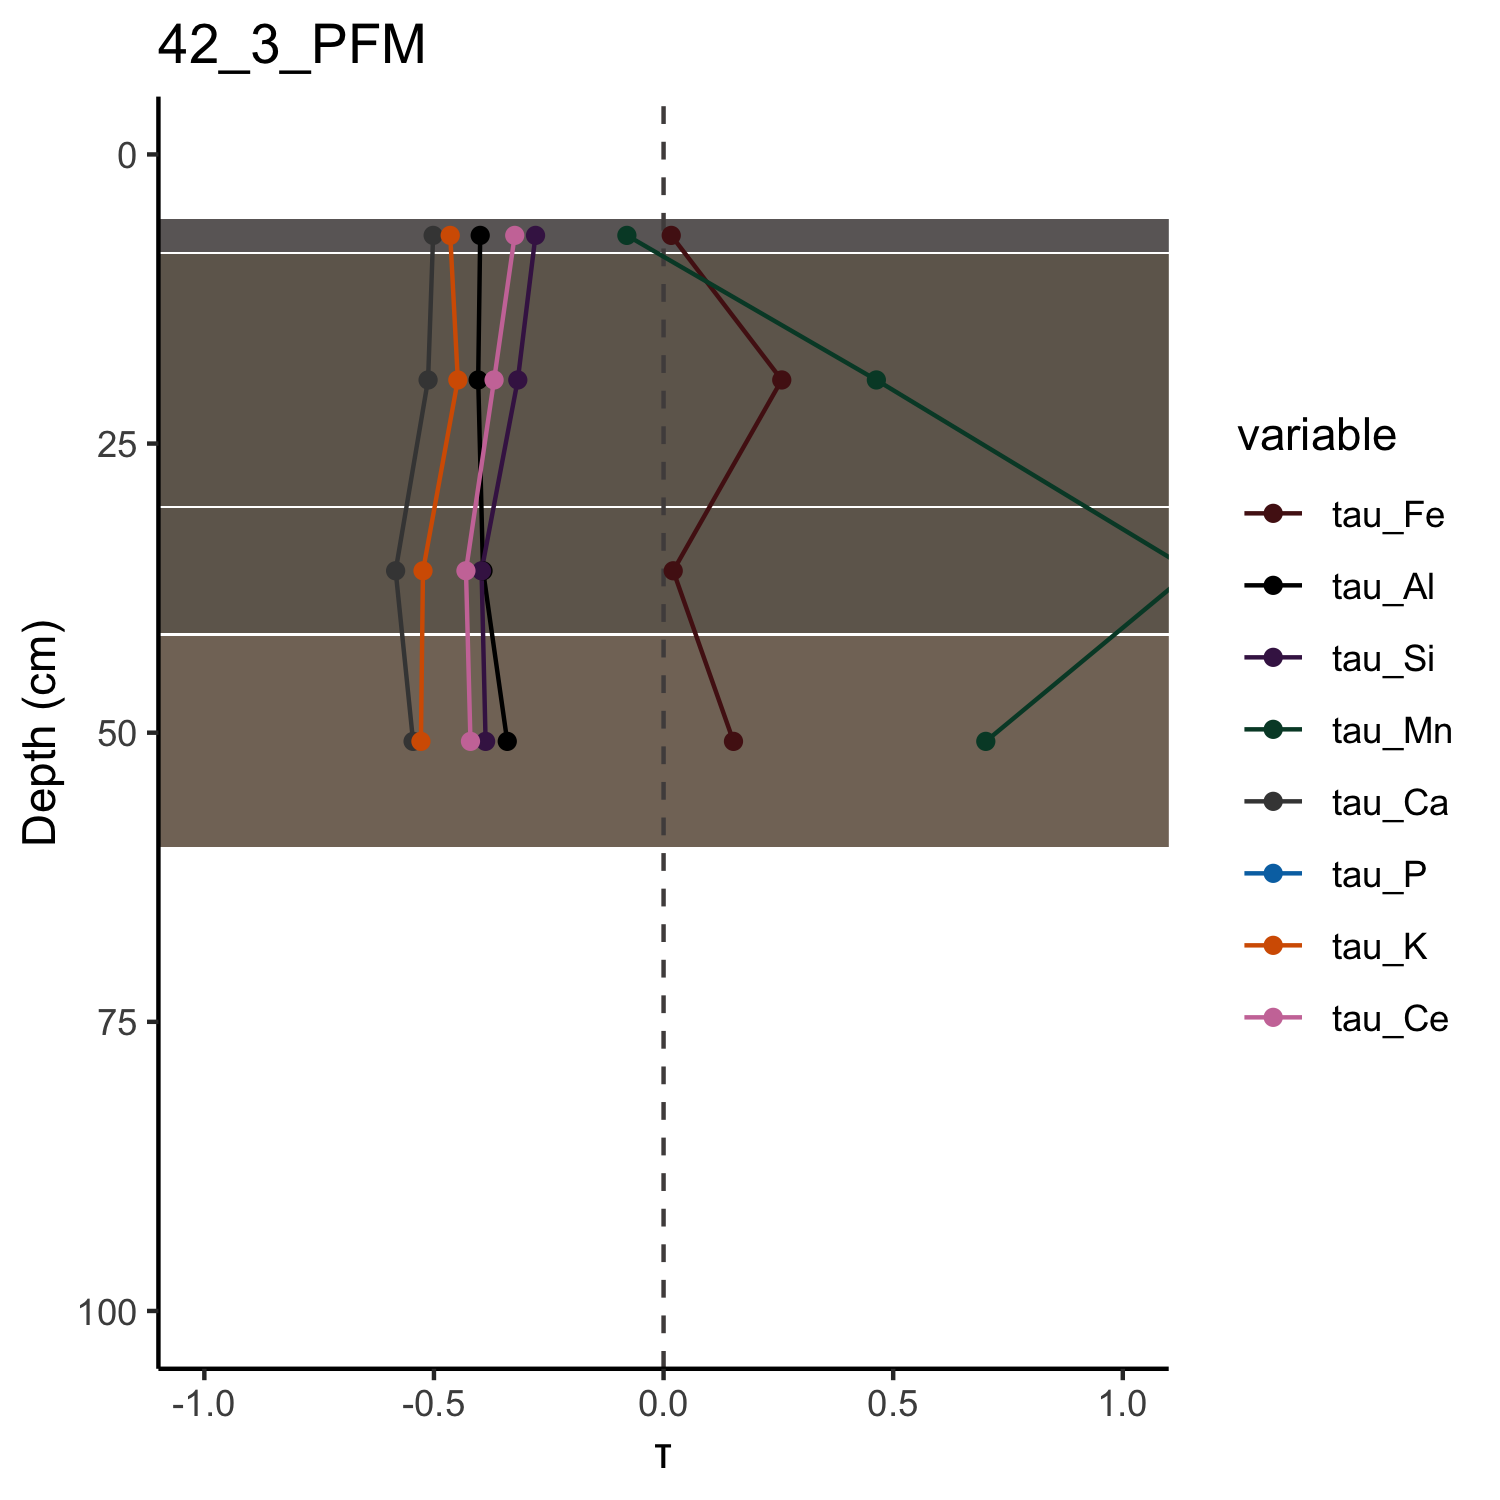 42_3_PFM
0
25
50
75
100
Depth (cm)
-1.0 -0.5 0.0 0.5 1.0
τ
variable
tau_Fe
tau_Al
tau_Si
tau_Mn
tau_Ca
tau_P
tau_K
tau_Ce